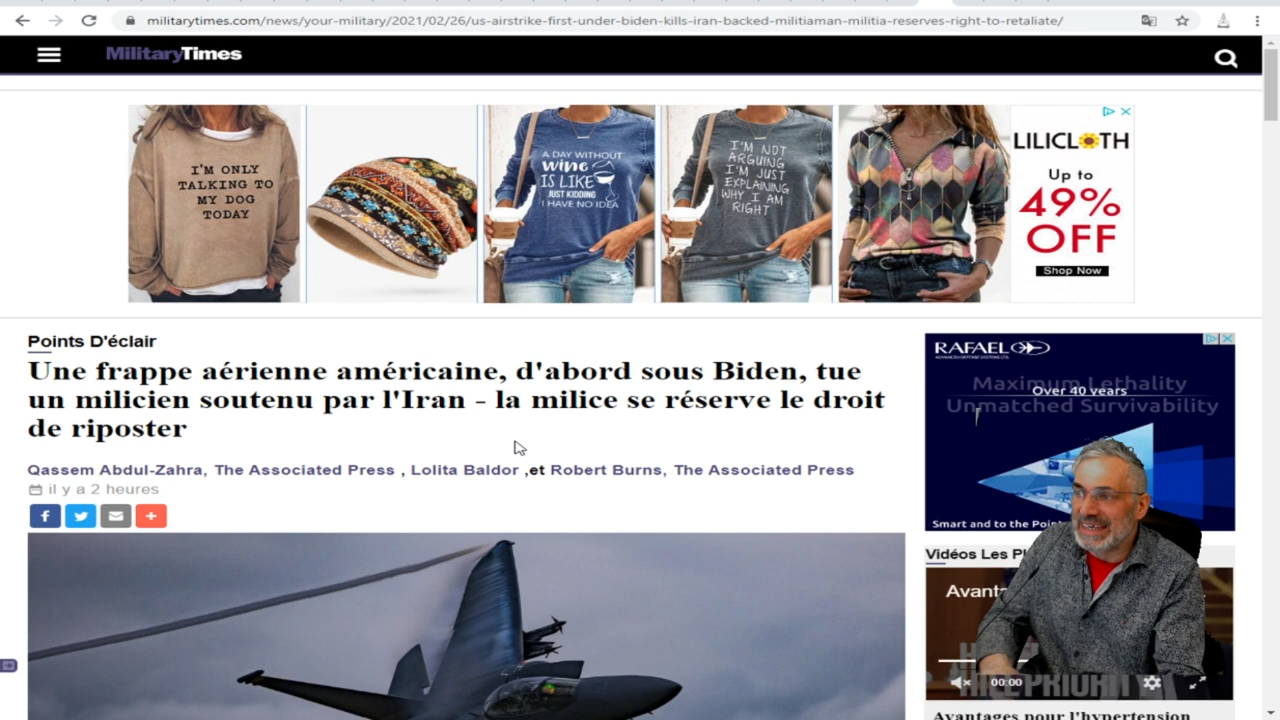 militarytimes.com/news/your-military/2021/02/26/us-airstrike-first-under-biden-kills-iran-backed-militiaman-militia-reserves-right-to-retaliate/
MilitaryTimes
I'M ONLY
TALKING TO
MY DOG
TODAY
A DAY WITHOUT
wine
IS LIKE
JUST KIDDING
I HAVE NO IDEA
I'M NOT
ARGUING
I'M JUST
EXPLAINING
WHY I AM
RIGHT
LILICLOTH
Up to
49%
OFF
Shop Now
Points D'éclair
Une frappe aérienne américaine, d'abord sous Biden, tue
un milicien soutenu par l'Iran - la milice se réserve le droit
de riposter
Qassem Abdul-Zahra, The Associated Press , Lolita Baldor ,et Robert Burns, The Associated Press
il y a 2 heures
RAFAEL
Maximum Lethality
Over 40 years
Unmatched Survivability
Smart and to the Poin
Vidéos Les Pl
Avanta
00:00
Avantages pour l'hypertension